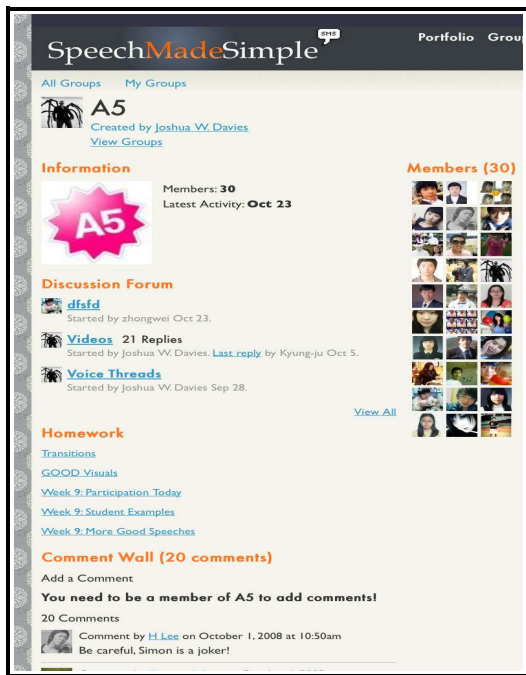 SMS
SpeechMadeSimple
Portfolio Grou
All Groups My Groups
A5
Created by Joshua W. Davies
View Groups
Information
Members (30)
A5
Members: 30
Latest Activity: Oct 23
Discussion Forum
dfsfd
Started by zhongwei Oct 23.
Videos 21 Replies
Started by Joshua W. Davies. Last reply by Kyung-ju Oct 5.
Voice Threads
Started by Joshua W. Davies Sep 28.
View All
Homework
Transitions
GOOD Visuals
Week 9: Participation Today
Week 9: Student Examples
Week 9: More Good Speeches
Comment Wall (20 comments)
Add a Comment
You need to be a member of A5 to add comments!
20 Comments
Comment by H Lee on October 1, 2008 at 10:50am
Be careful, Simon is a joker!